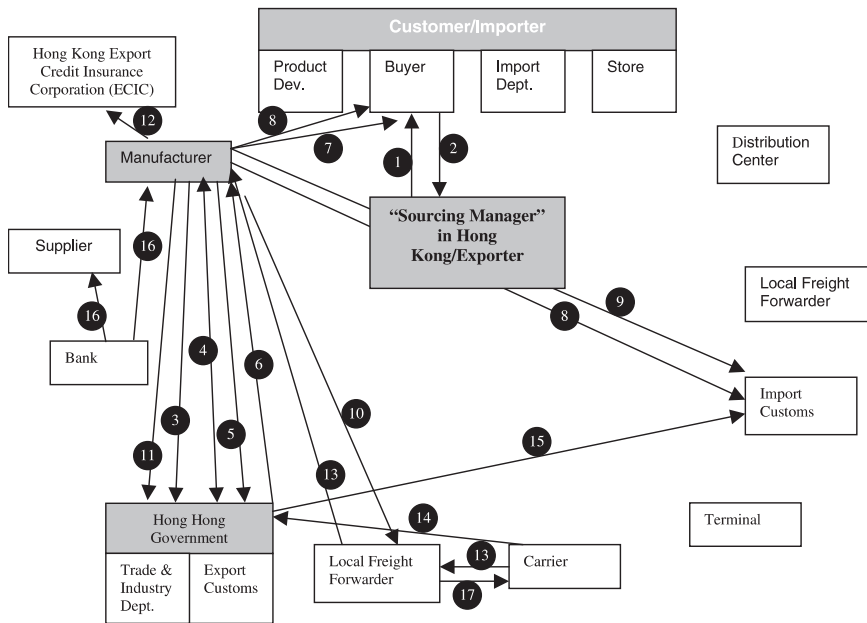 Customer/Importer
Hong Kong Export
Credit Insurance
Corporation (ECIC)
Product
Dev.
Buyer
Import
Dept.
Store
12
8
7
1
2
Manufacturer
Distribution
Center
"Sourcing Manager"
in Hong
Kong/Exporter
Supplier
16
16
Local Freight
Forwarder
9
8
Bank
4
6
Import
Customs
10
3
5
11
13
15
Hong Hong
Government
14
Terminal
Trade &
Industry
Dept.
Export
Customs
Local Freight
Forwarder
13
17
Carrier